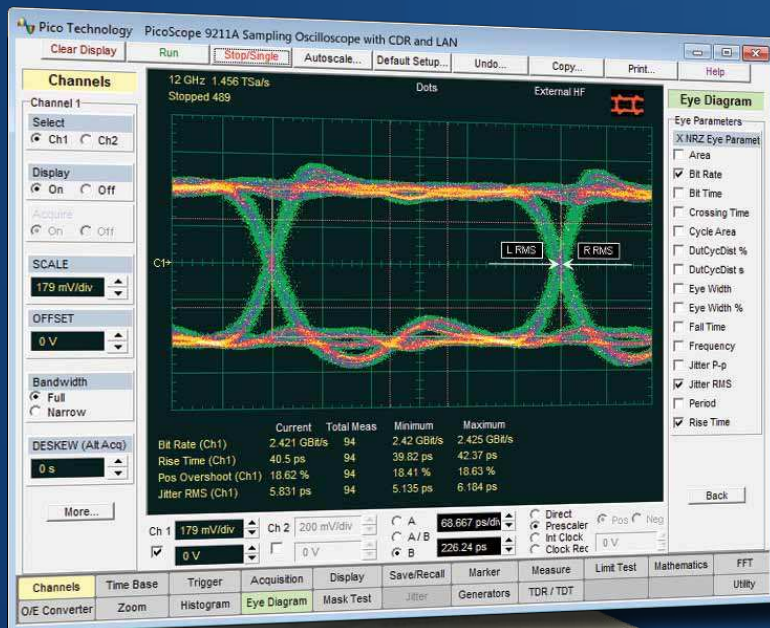 Pico Technology PicoScope 9211A Sampling Oscilloscope with CDR and LAN
Clear Display Run Stop/Single Autoscale... Default Setup... Undo... Copy... Print... Help
Channels
Channel 1
Select
Ch1 Ch2
Display
On Off
Acquire
On Off
SCALE
179 mV/div
OFFSET
0 V
Bandwidth
Full
Narrow
DESKEW (Alt Acq)
0 s
More...
12 GHz 1.456 TSa/s
Stopped 489
Dots
External HF
C1
L RMS
R RMS
Current Total Meas Minimum Maximum
Bit Rate (Ch1) 2.421 GBit/s 94 2.42 GBit/s 2.425 GBit/s
Rise Time (Ch1) 40.5 ps 94 39.82 ps 42.37 ps
Pos Overshoot (Ch1) 18.62 % 94 18.41 % 18.63 %
Jitter RMS (Ch1) 5.831 ps 94 5.135 ps 6.184 ps
Eye Diagram
Eye Parameters
X NRZ Eye Paramet
Area
Bit Rate
Bit Time
Crossing Time
Cycle Area
DutCycDist %
DutCycDist s
Eye Width
Eye Width %
Fall Time
Frequency
Jitter P-p
Jitter RMS
Period
Rise Time
Back
Ch 1 179 mV/div Ch 2 200 mV/div A 68.667 ps/div Direct
A / B Prescaler Pos Neg
0 V 0 V B 226.24 ps Int Clock 0 V
Clock Rec
Channels Time Base Trigger Acquisition Display Save/Recall Marker Measure Limit Test Mathematics FFT
O/E Converter Zoom Histogram Eye Diagram Mask Test Jitter Generators TDR / TDT Utility